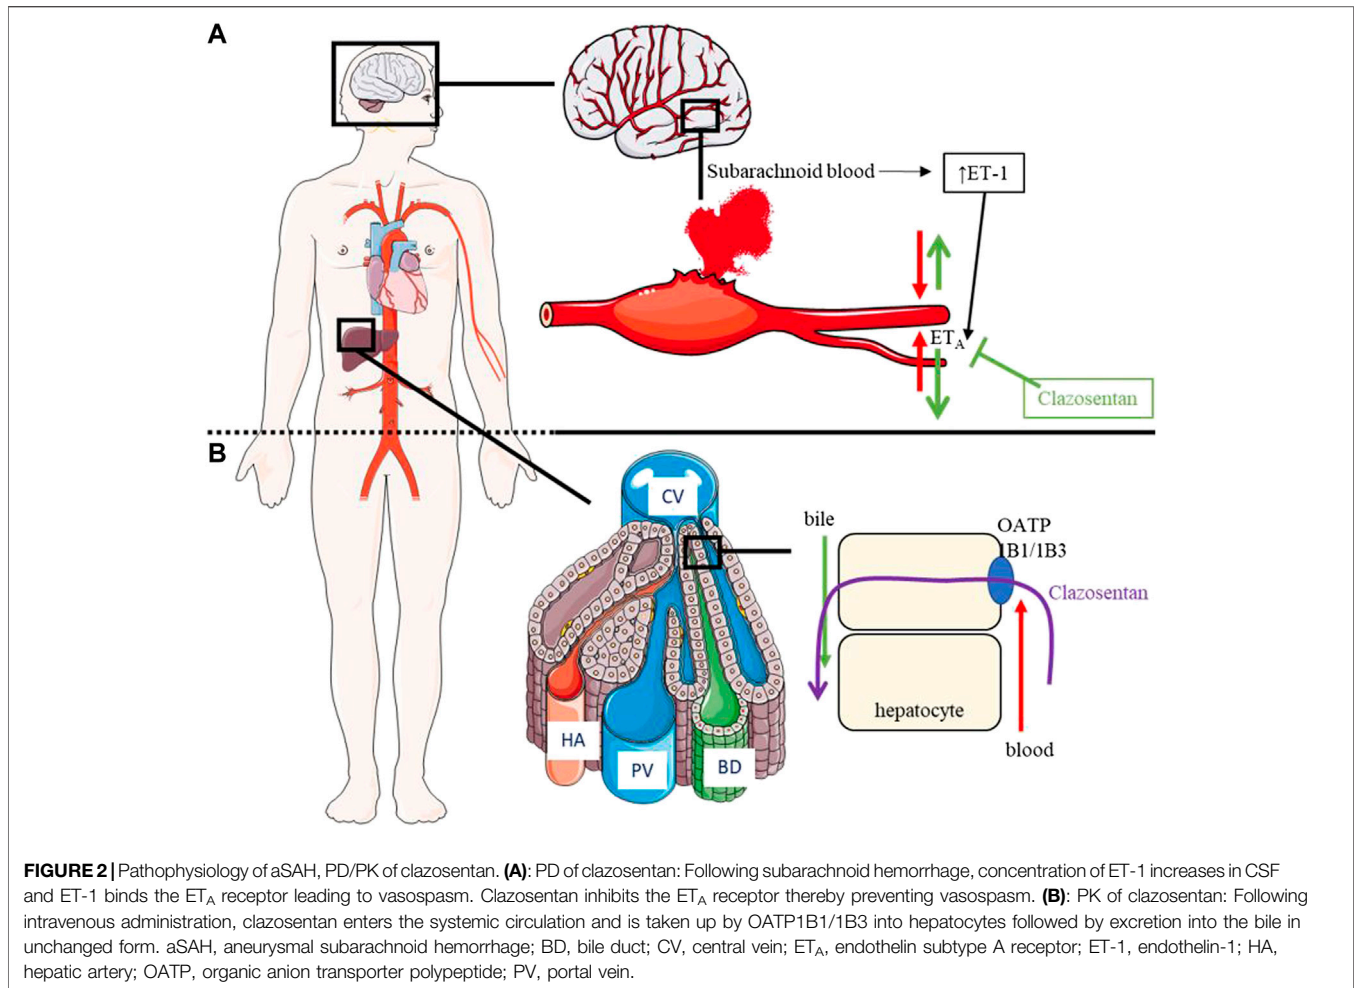 A
Subarachnoid blood
↑ET-1
ETA
Clazosentan
B
CV
bile
OATP
1B1/1B3
Clazosentan
hepatocyte
blood
HA
PV
BD
FIGURE 2 | Pathophysiology of aSAH, PD/PK of clazosentan. (A): PD of clazosentan: Following subarachnoid hemorrhage, concentration of ET-1 increases in CSF
and ET-1 binds the ETA receptor leading to vasospasm. Clazosentan inhibits the ETA receptor thereby preventing vasospasm. (B): PK of clazosentan: Following
intravenous administration, clazosentan enters the systemic circulation and is taken up by OATP1B1/1B3 into hepatocytes followed by excretion into the bile in
unchanged form. aSAH, aneurysmal subarachnoid hemorrhage; BD, bile duct; CV, central vein; ETA, endothelin subtype A receptor; ET-1, endothelin-1; HA,
hepatic artery; OATP, organic anion transporter polypeptide; PV, portal vein.